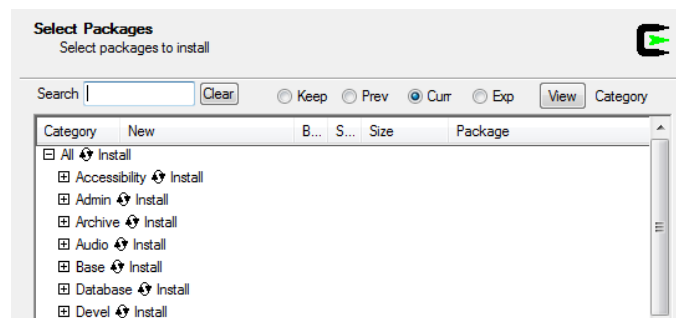 Select Packages
Select packages to install
Search Clear Keep Prev Curr Exp View Category
Category New B... S... Size Package
All Install
Accessibility Install
Admin Install
Archive Install
Audio Install
Base Install
Database Install
Devel Install